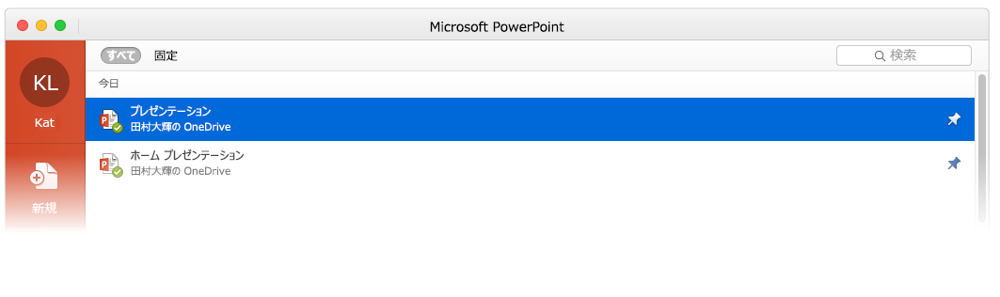 Microsoft PowerPoint
KL
Kat
新規
すべて 固定
検索
今日
プレゼンテーション
田村大輝の OneDrive
ホーム プレゼンテーション
田村大輝の OneDrive